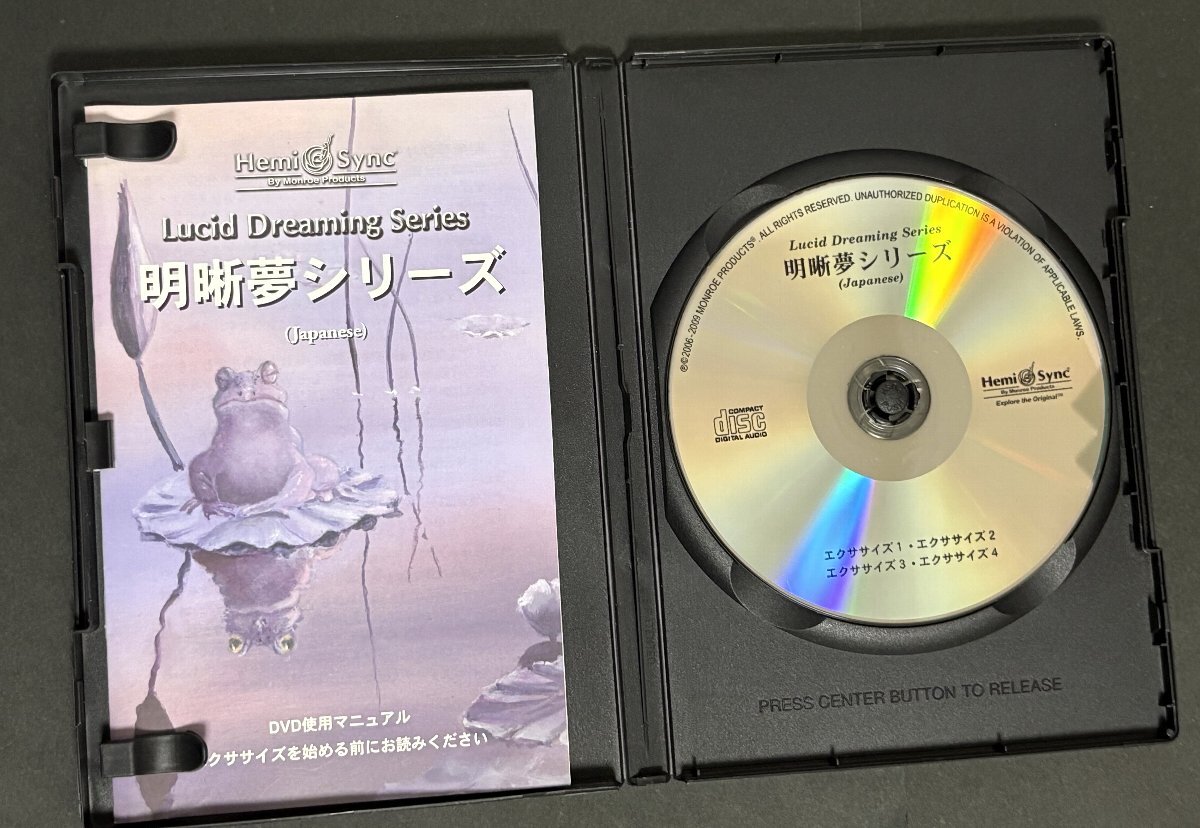 Hemi Sync®
By Monroe Products
Lucid Dreaming Series
明晰夢シリーズ
(Japanese)
DVD使用マニュアル
クササイズを始める前にお読みください
℗©2006-2009 MONROE PRODUCTS®. ALL RIGHTS RESERVED. UNAUTHORIZED DUPLICATION IS A VIOLATION OF APPLICABLE LAWS.
Lucid Dreaming Series
明晰夢シリーズ
(Japanese)
COMPACT
disc
DIGITAL AUDIO
Hemi Sync®
By Monroe Products
Explore the Original™
エクササイズ1・エクササイズ2
エクササイズ3・エクササイズ4
PRESS CENTER BUTTON TO RELEASE